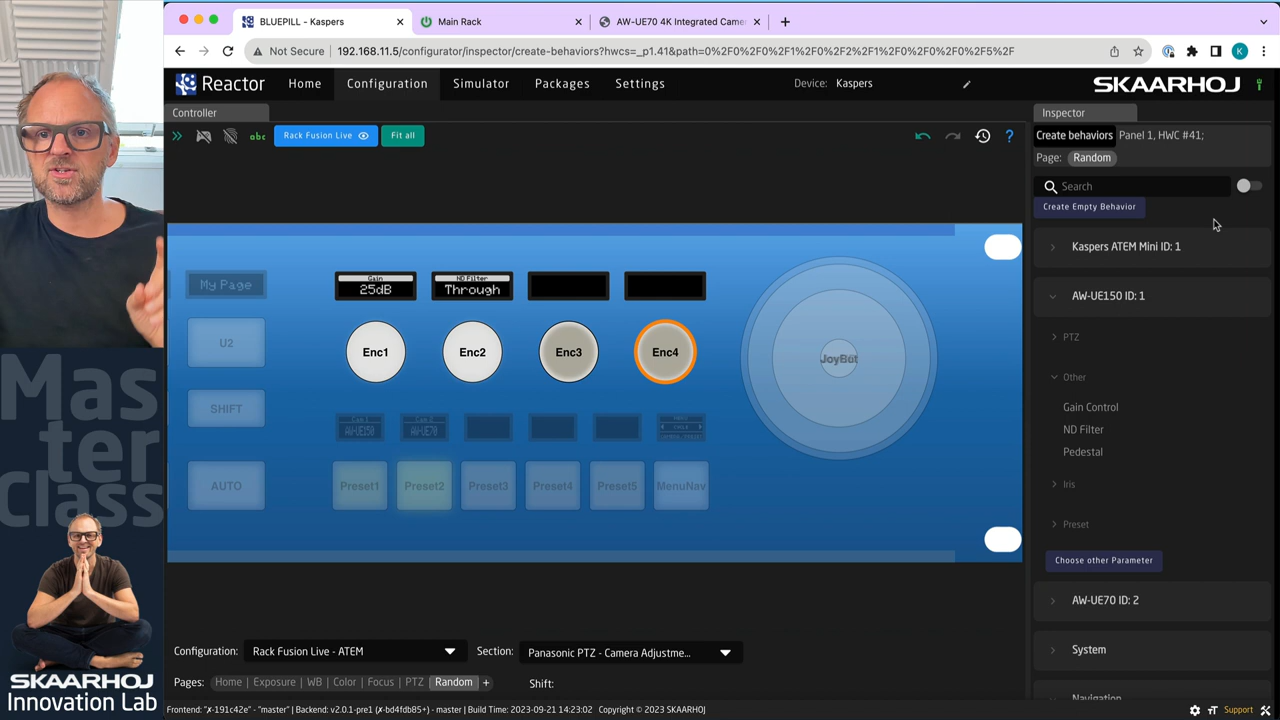 BLUEPILL - Kaspers
Main Rack
AW-UE70 4K Integrated Came
Not Secure
192.168.11.5/configurator/inspector/create-behaviors?hwcs=_p1.41&path=0%2F0%2F0%2F1%2F0%2F2%2F1%2F0%2F0%2F0%2F5%2F
K
Reactor
Home
Configuration
Simulator
Packages
Settings
Device: Kaspers
SKAARHOJ
Controller
abc
Rack Fusion Live
Fit all
?
Inspector
Create behaviors Panel 1, HWC #41;
Page: Random
Search
Create Empty Behavior
Kaspers ATEM Mini ID: 1
AW-UE150 ID: 1
PTZ
Other
Gain Control
ND Filter
Pedestal
Iris
Preset
Choose other Parameter
AW-UE70 ID: 2
System
Navigation
My Page
Gain
25dB
ND Filter
Through
U2
Enc1
Enc2
Enc3
Enc4
JoyBut
SHIFT
AW-UE150
AW-UE70
AUTO
Preset1
Preset2
Preset3
Preset4
Preset5
MenuNav
Configuration:
Rack Fusion Live - ATEM
Section:
Panasonic PTZ - Camera Adjustme...
Pages: Home | Exposure | WB | Color | Focus | PTZ | Random +
Shift:
Frontend: "✗-191c42e" - "master" | Backend: v2.0.1-pre1 (✗-bd4fdb65+) - master | Build Time: 2023-09-21 14:23:02 Copyright © 2023 SKAARHOJ
Support
Mas
ter
Class
SKAARHOJ
Innovation Lab